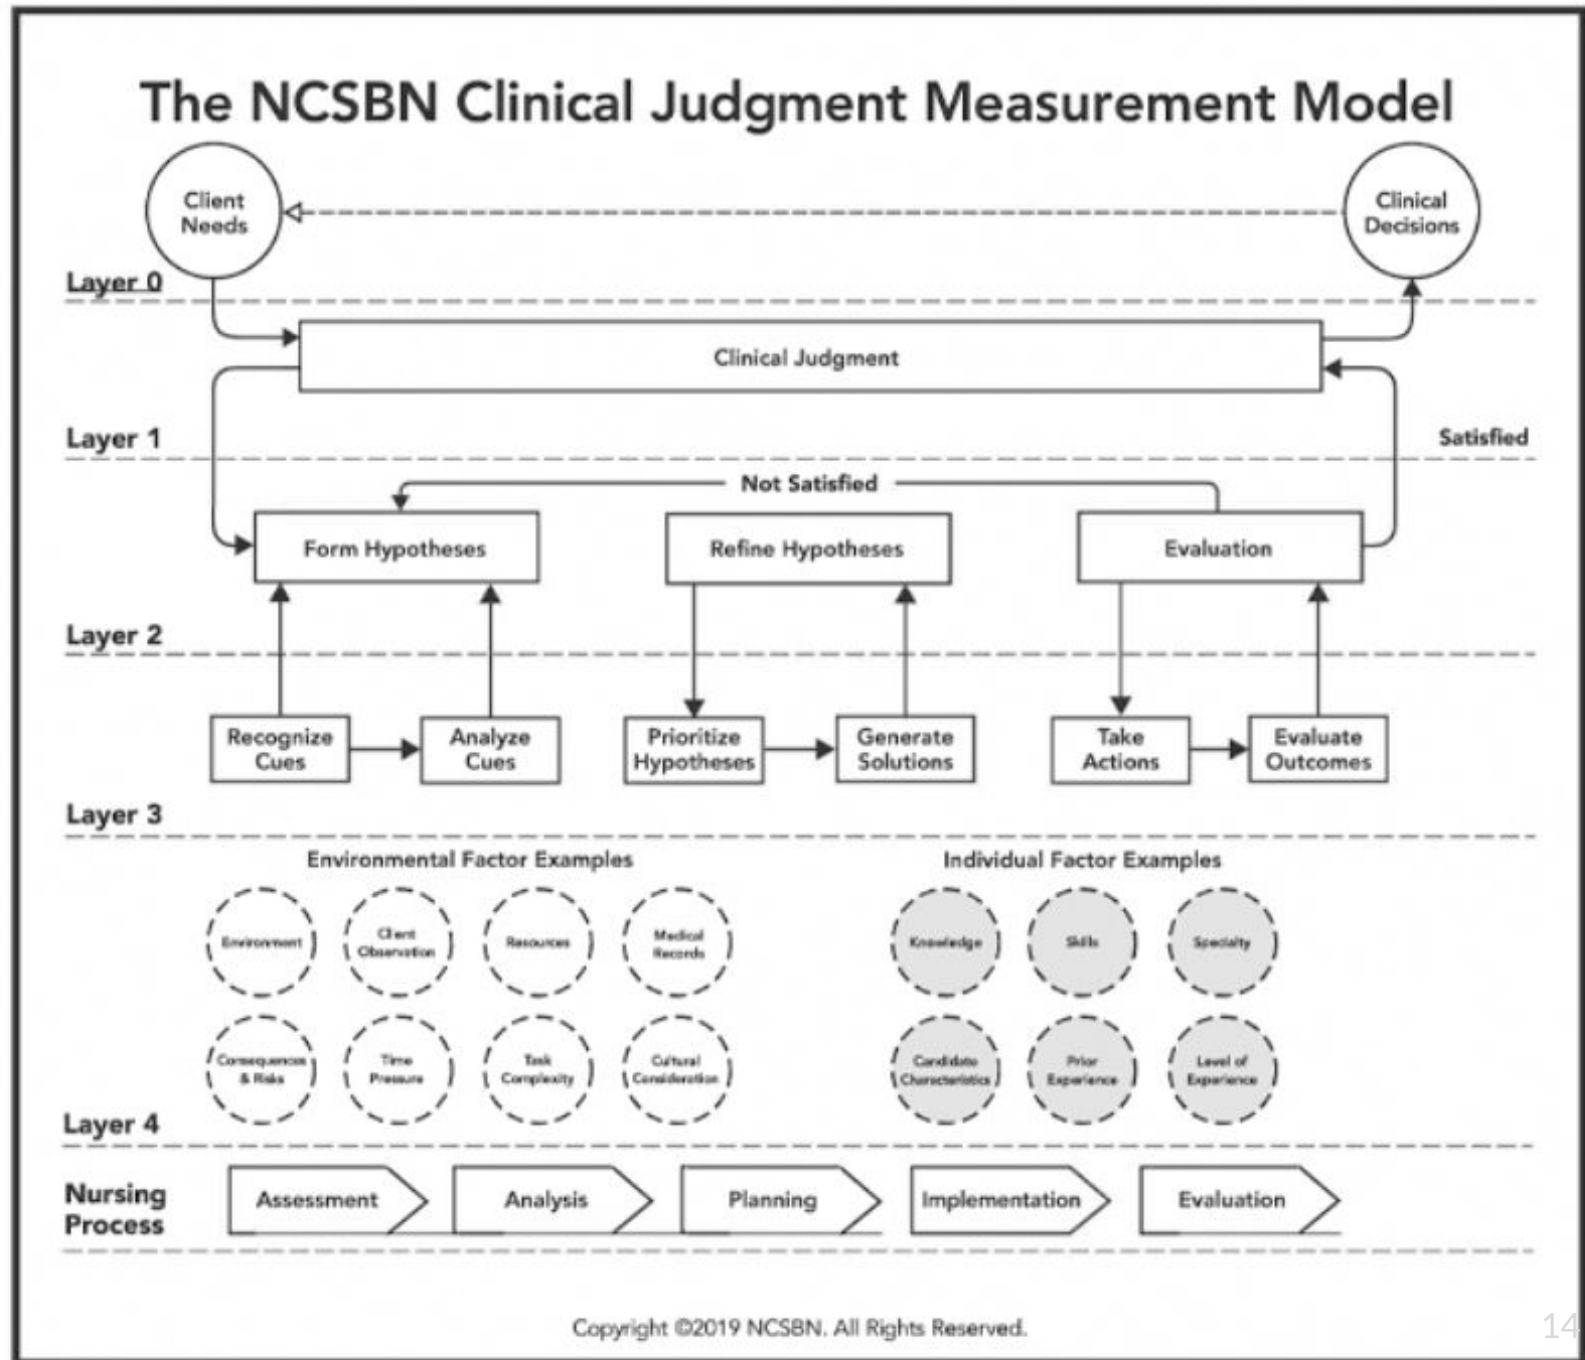 The NCSBN Clinical Judgment Measurement Model
Client
Needs
Clinical
Decisions
Layer 0
Clinical Judgment
Layer 1
Satisfied
Not Satisfied
Form Hypotheses
Refine Hypotheses
Evaluation
Layer 2
Recognize
Cues
Analyze
Cues
Prioritize
Hypotheses
Generate
Solutions
Take
Actions
Evaluate
Outcomes
Layer 3
Environmental Factor Examples
Individual Factor Examples
Environment
Client
Observation
Resources
Medical
Records
Knowledge
Skills
Specialty
Consequences
& Risks
Time
Pressure
Task
Complexity
Cultural
Consideration
Candidate
Characteristics
Prior
Experience
Level of
Experience
Layer 4
Nursing
Process
Assessment
Analysis
Planning
Implementation
Evaluation
Copyright ©2019 NCSBN. All Rights Reserved.
14